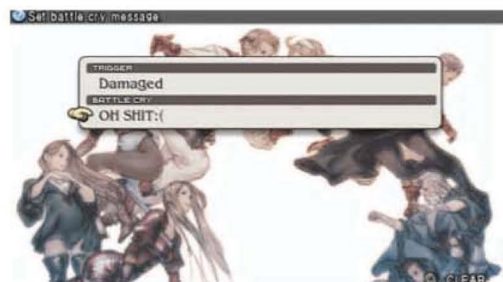 Set battle cry message.
TRIGGER
Damaged
BATTLE CRY
OH SHIT:(
CLEAR